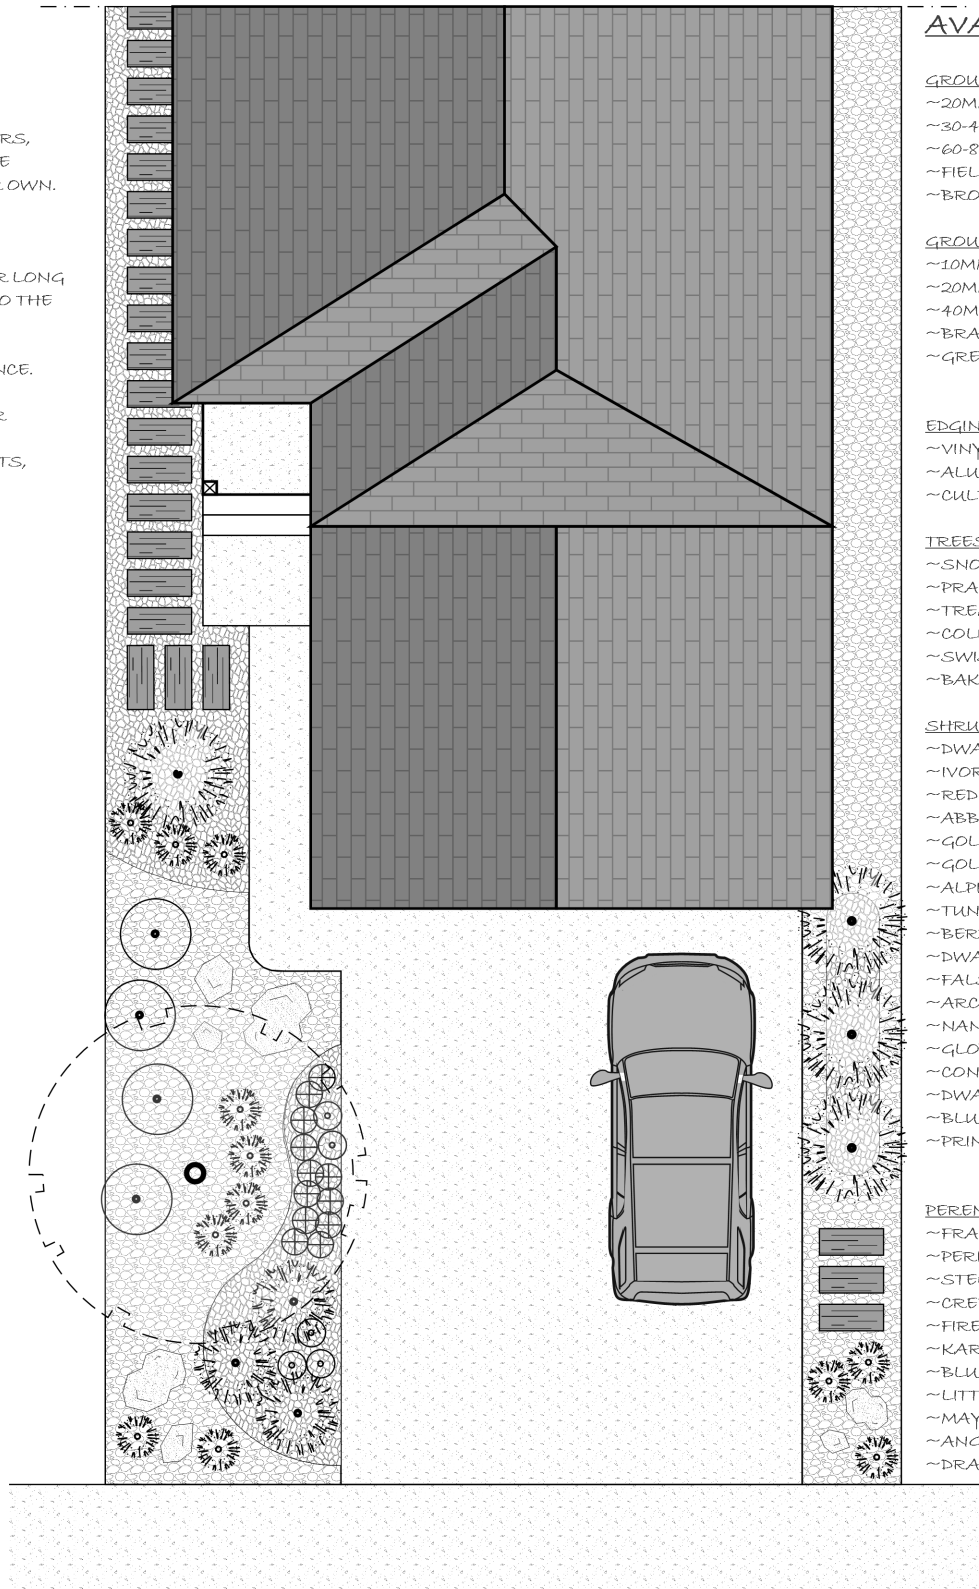 RS,
E
R OWN.
R LONG
O THE
NCE.
R
TS,
AVA
GROU
~20M
~30-4
~60-8
~FIEL
~BRO
GROU
~10M
~20M
~40M
~BRA
~GRE
EDGIN
~VINY
~ALU
~CUL
TREES
~SNO
~PRA
~TRE
~COL
~SWI
~BAK
SHRU
~DWA
~IVOR
~RED
~ABB
~GOL
~GOL
~ALPI
~TUN
~BER
~DWA
~FAL
~ARC
~NAN
~GLO
~CON
~DWA
~BLU
~PRIN
PEREN
~FRA
~PER
~STE
~CRE
~FIRE
~KAR
~BLU
~LITT
~MAY
~ANG
~DRA